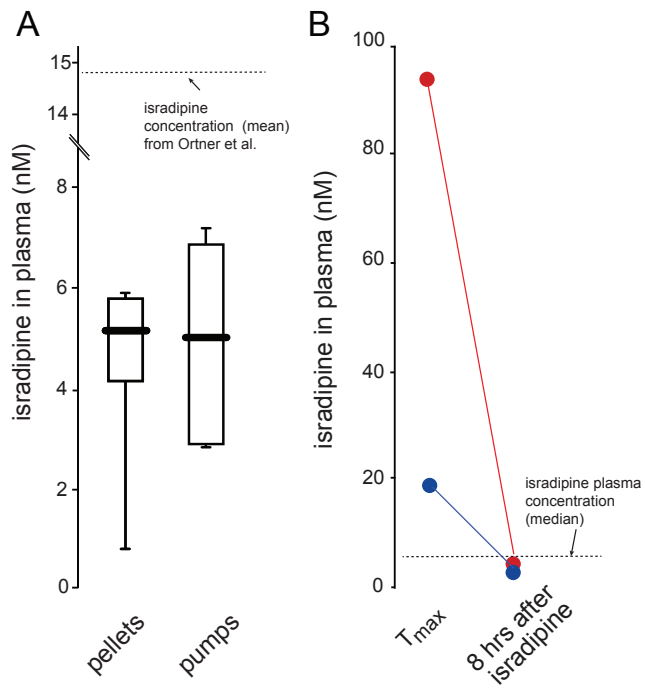 A
isradipine in plasma (nM)
15
14
8
6
4
2
0
isradipine
concentration (mean)
from Ortner et al.
pellets
pumps
B
isradipine in plasma (nM)
100
80
60
40
20
0
isradipine plasma
concentration
(median)
Tmax
8 hrs after
isradipine